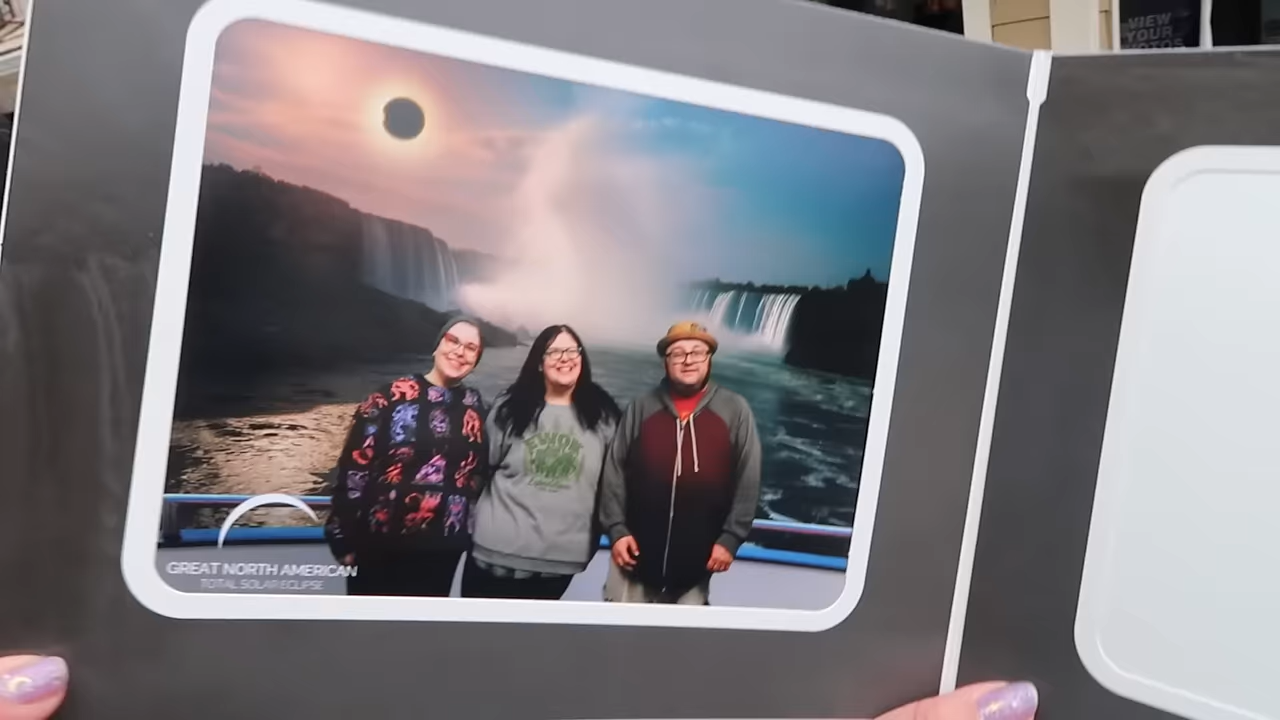 VIEW
YOUR
PHOTOS
GREAT NORTH AMERICAN
TOTAL SOLAR ECLIPSE